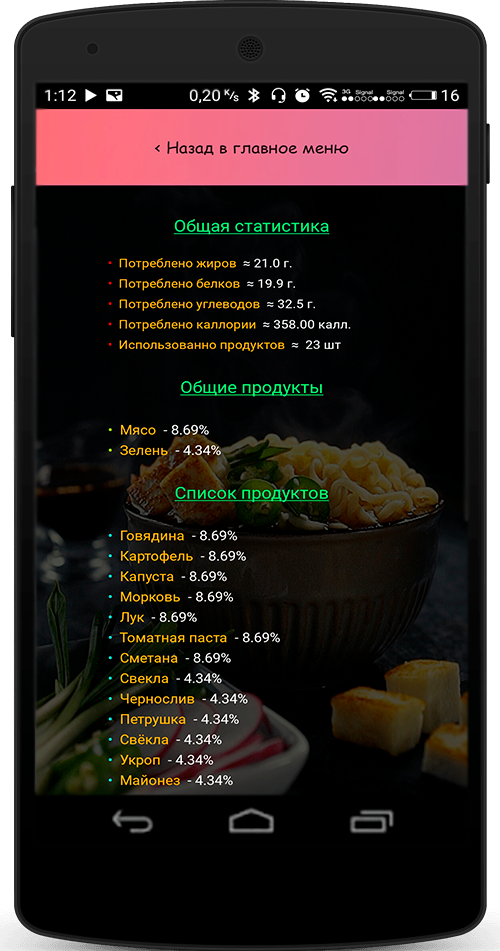 1:12 0,20 K/s 3G Signal Signal 16
< Назад в главное меню
Общая статистика
• Потреблено жиров ≈ 21.0 г.
• Потреблено белков ≈ 19.9 г.
• Потреблено углеводов ≈ 32.5 г.
• Потреблено каллории ≈ 358.00 калл.
• Использованно продуктов ≈ 23 шт
Общие продукты
• Мясо - 8.69%
• Зелень - 4.34%
Список продуктов
• Говядина - 8.69%
• Картофель - 8.69%
• Капуста - 8.69%
• Морковь - 8.69%
• Лук - 8.69%
• Томатная паста - 8.69%
• Сметана - 8.69%
• Свекла - 4.34%
• Чернослив - 4.34%
• Петрушка - 4.34%
• Свёкла - 4.34%
• Укроп - 4.34%
• Майонез - 4.34%